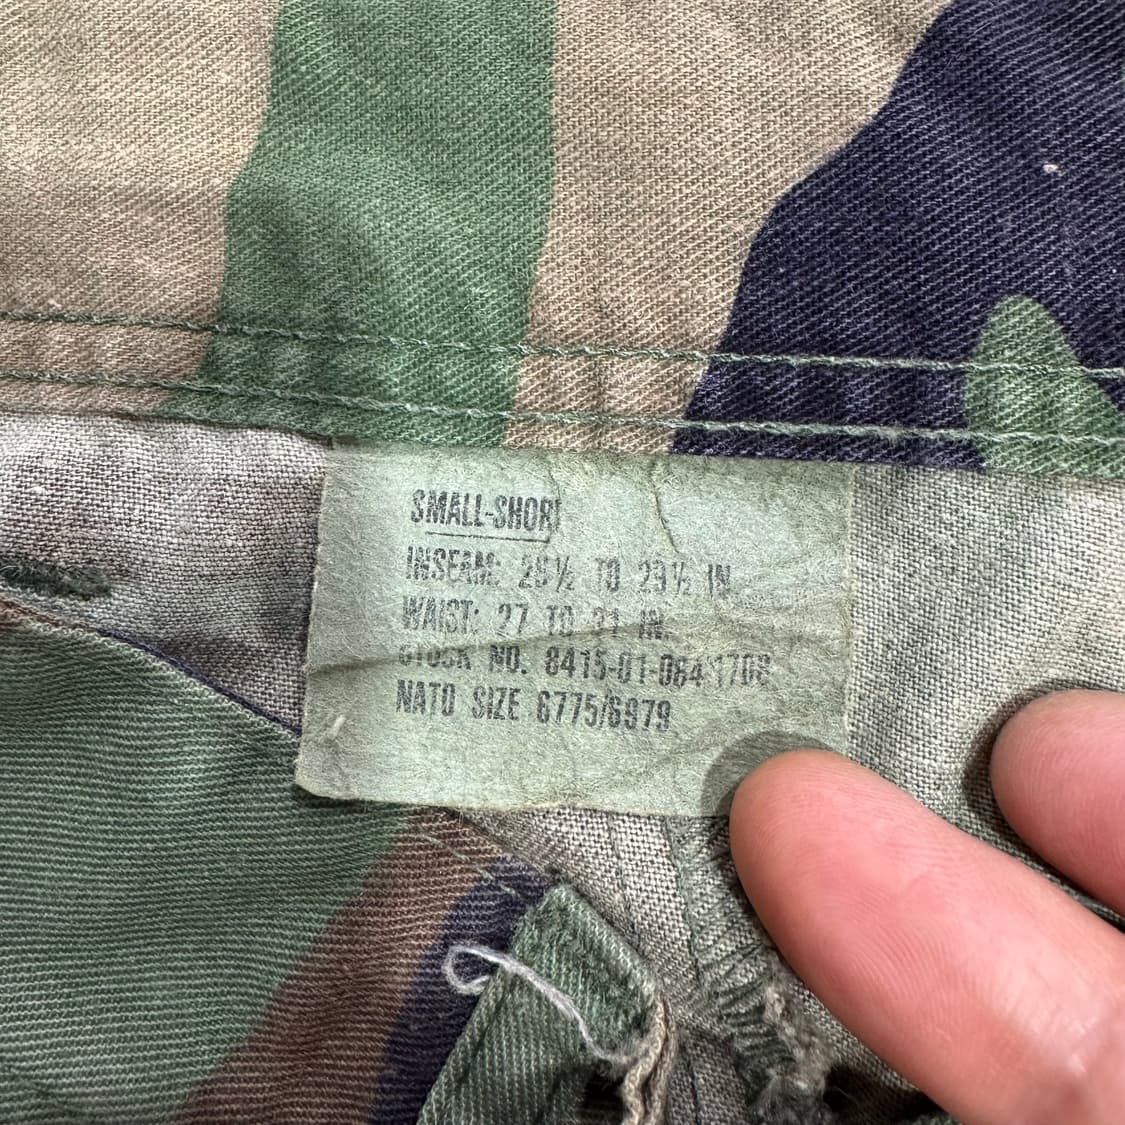 SMALL-SHORT
INSEAM: 26½ TO 29½ IN.
WAIST: 27 TO 31 IN.
STOCK NO. 8415-01-084-1708
NATO SIZE 6775/6979